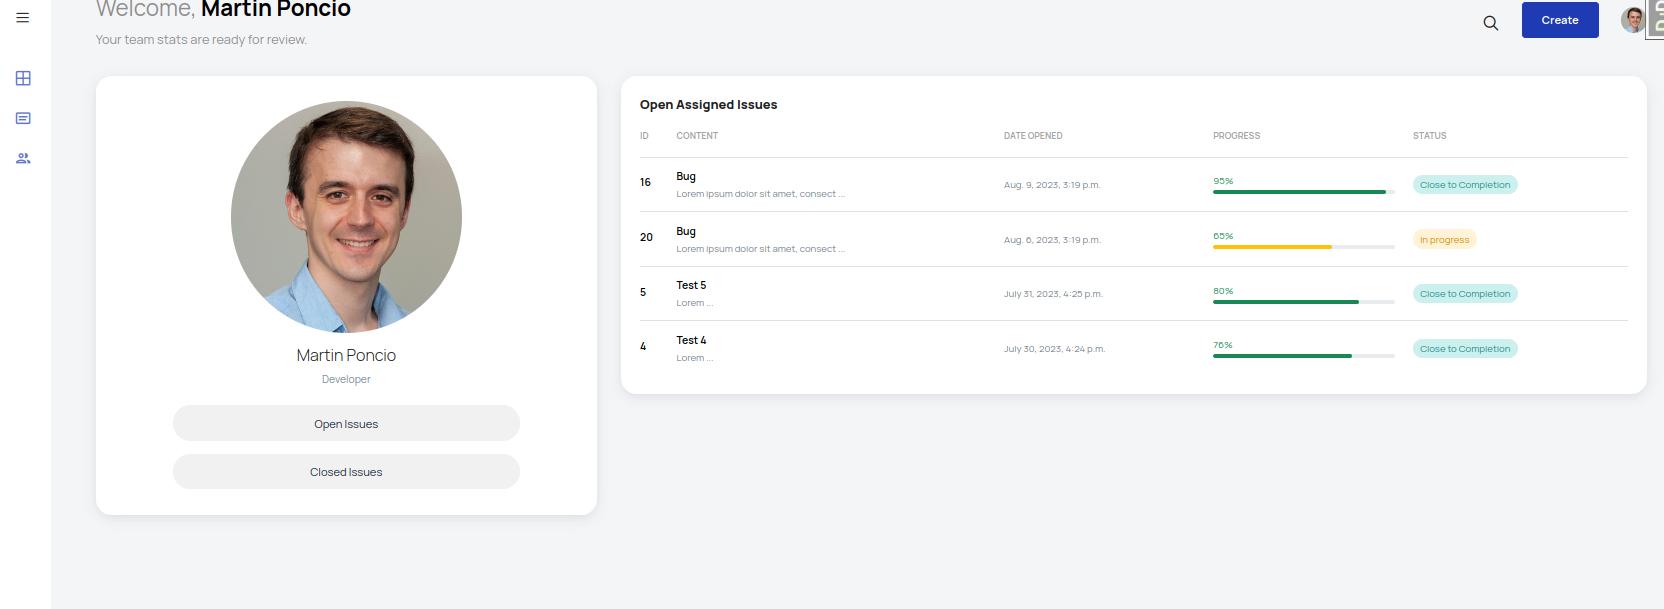 Welcome, Martin Poncio
Your team stats are ready for review.
Create
Martin Poncio
Developer
Open Issues
Closed Issues
Open Assigned Issues
ID CONTENT DATE OPENED PROGRESS STATUS
16 Bug Aug. 9, 2023, 3:19 p.m. 95% Close to Completion
Lorem ipsum dolor sit amet, consect ...
20 Bug Aug. 6, 2023, 3:19 p.m. 65% In progress
Lorem ipsum dolor sit amet, consect ...
5 Test 5 July 31, 2023, 4:25 p.m. 80% Close to Completion
Lorem ...
4 Test 4 July 30, 2023, 4:24 p.m. 76% Close to Completion
Lorem ...